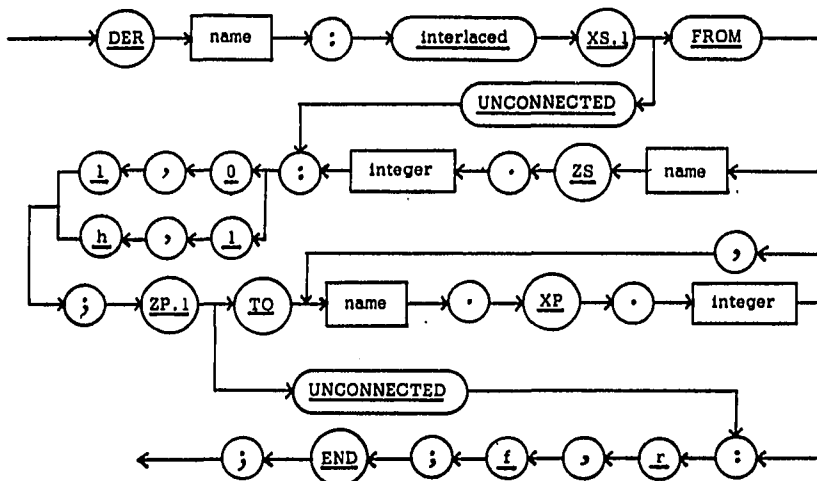 DER name : interlaced XS.1 FROM
UNCONNECTED
1 , 0 : integer . ZS name
h , 1
,
; ZP.1 TO name . XP . integer
UNCONNECTED
; END ; f , r :